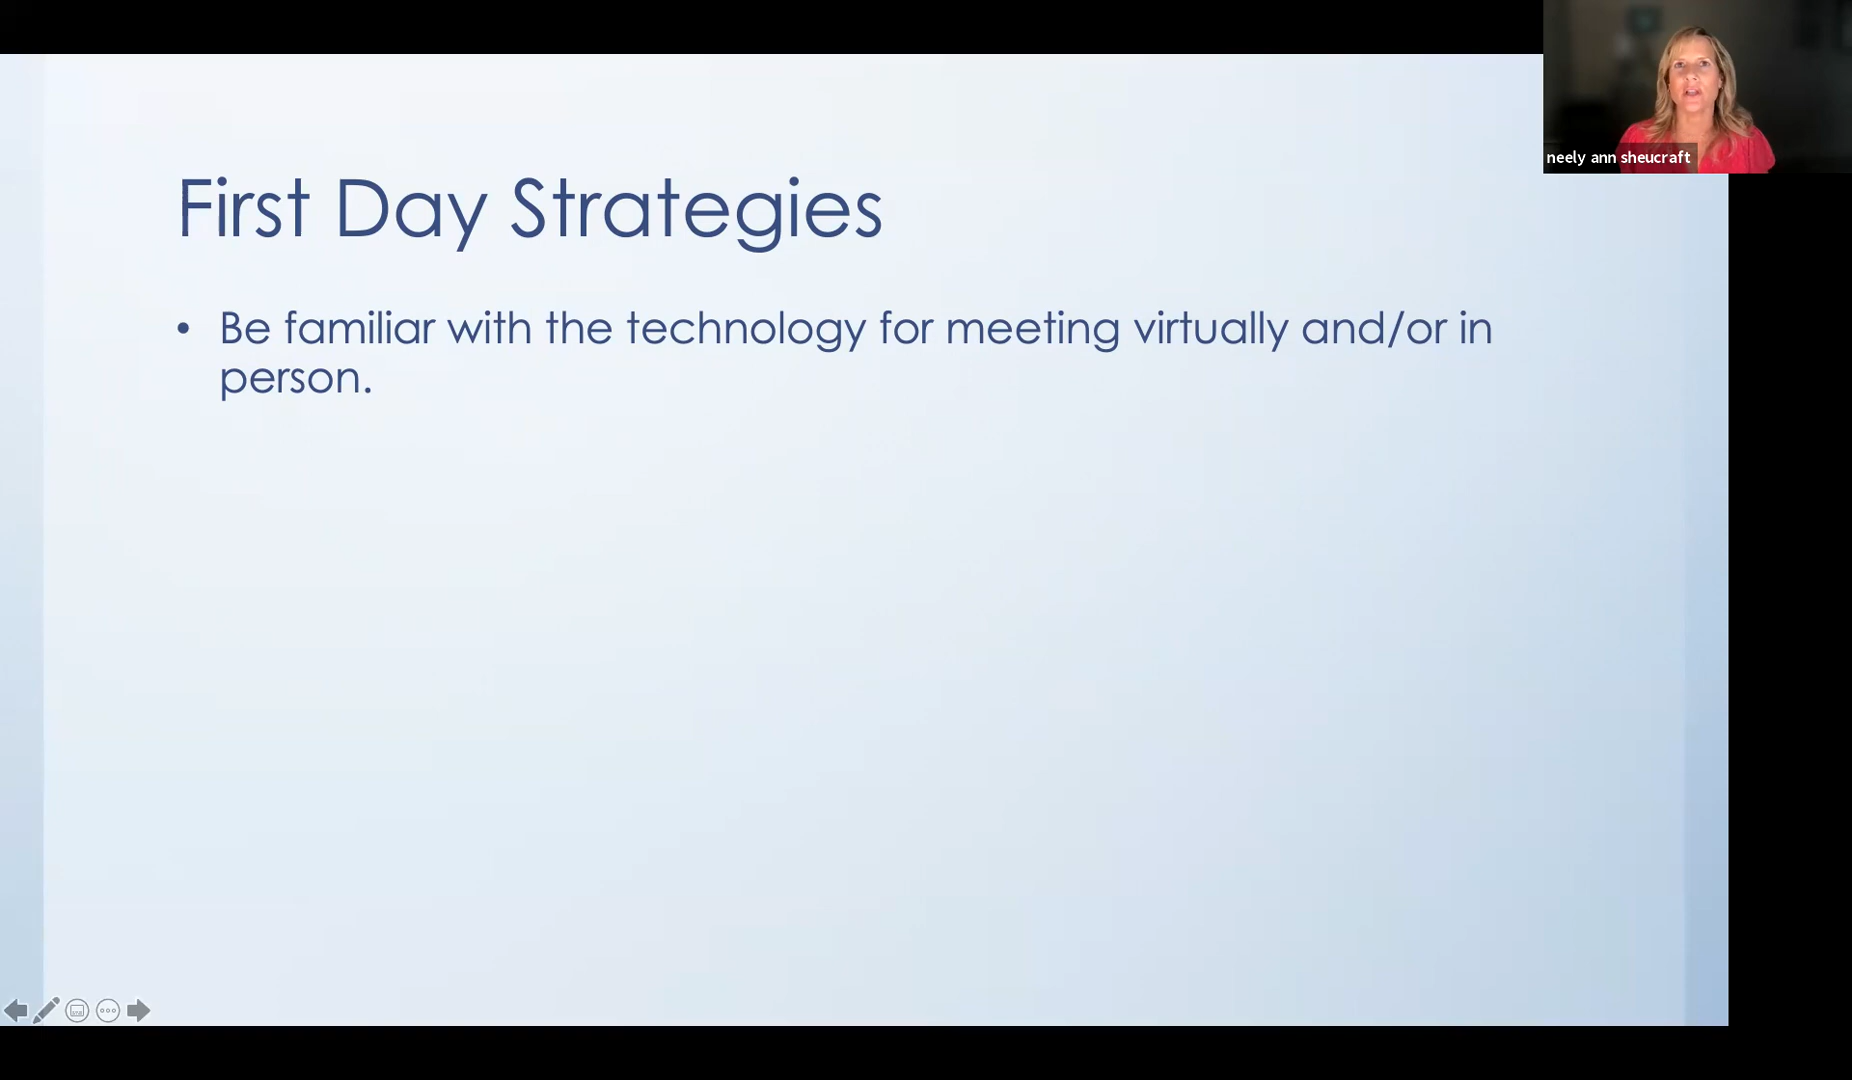 neely ann sheucraft
First Day Strategies
• Be familiar with the technology for meeting virtually and/or in
person.